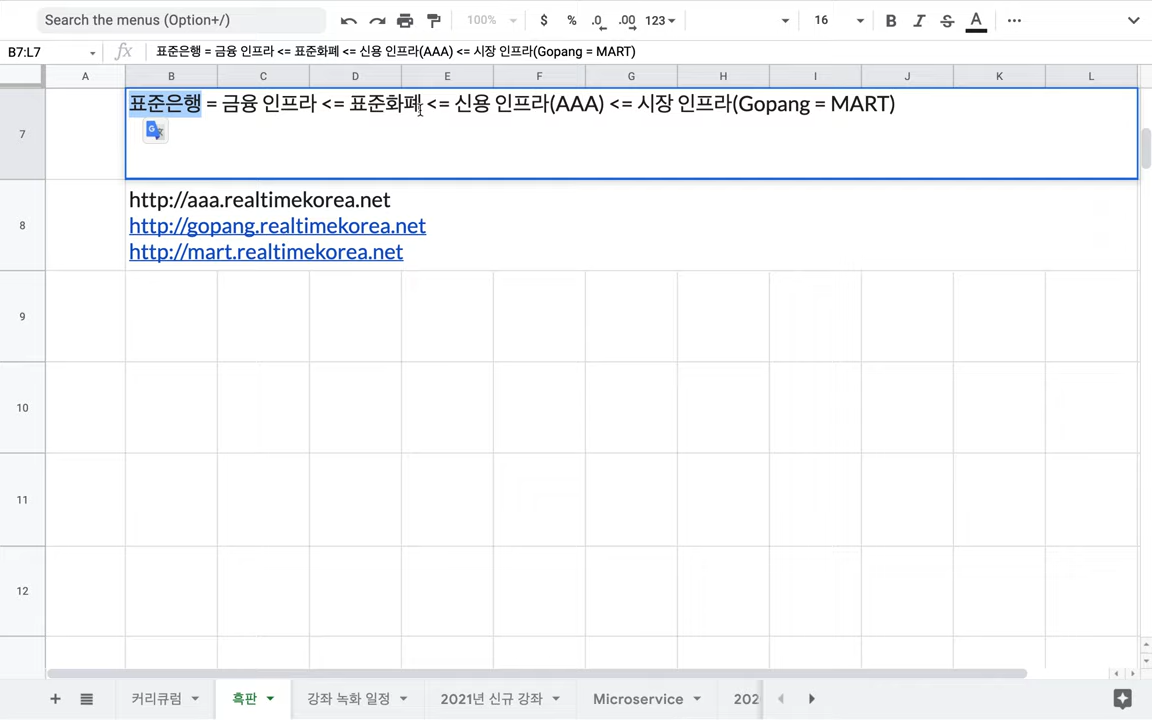 Search the menus (Option+/)
100%
$ % .0 .00 123
16
B I S A
B7:L7
fx
표준은행 = 금융 인프라 <= 표준화폐 <= 신용 인프라(AAA) <= 시장 인프라(Gopang = MART)
A B C D E F G H I J K L
7
표준은행 = 금융 인프라 <= 표준화폐 <= 신용 인프라(AAA) <= 시장 인프라(Gopang = MART)
8
http://aaa.realtimekorea.net
http://gopang.realtimekorea.net
http://mart.realtimekorea.net
9
10
11
12
커리큐럼 흑판 강좌 녹화 일정 2021년 신규 강좌 Microservice 202